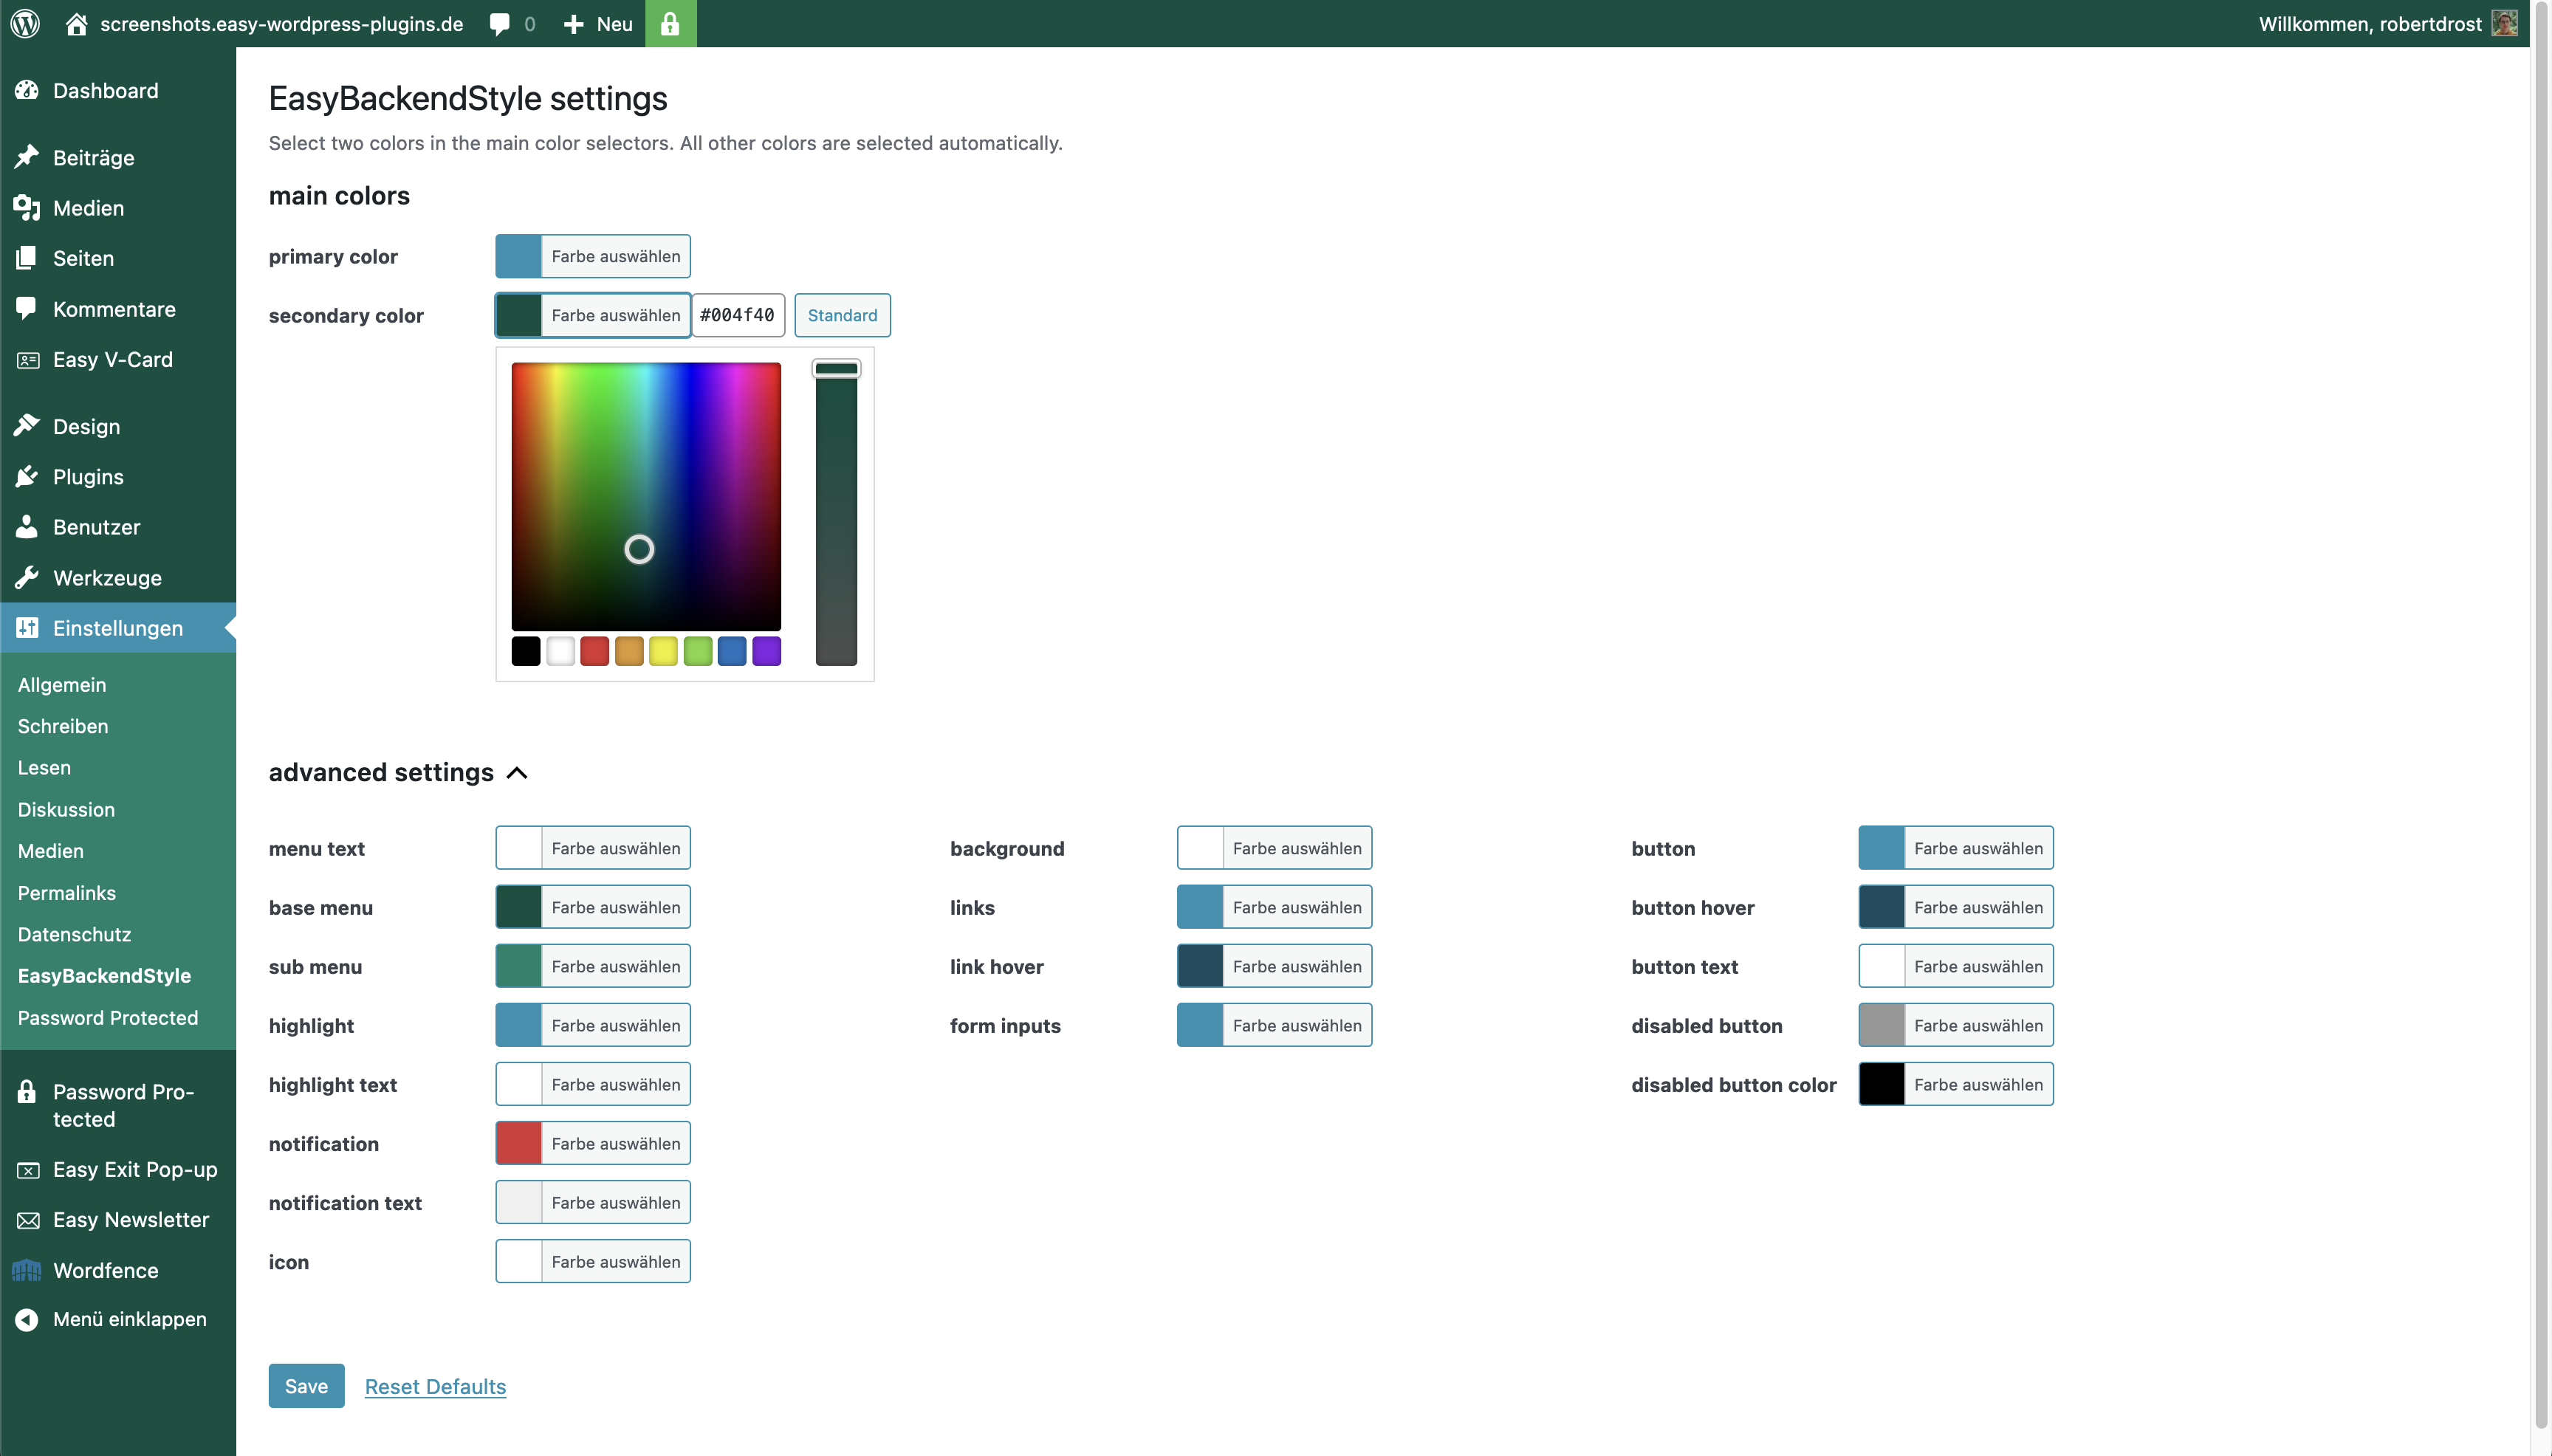 screenshots.easy-wordpress-plugins.de 0 Neu Willkommen, robertdrost
Dashboard
Beiträge
Medien
Seiten
Kommentare
Easy V-Card
Design
Plugins
Benutzer
Werkzeuge
Einstellungen
Allgemein
Schreiben
Lesen
Diskussion
Medien
Permalinks
Datenschutz
EasyBackendStyle
Password Protected
Password Pro-
tected
Easy Exit Pop-up
Easy Newsletter
Wordfence
Menü einklappen
EasyBackendStyle settings
Select two colors in the main color selectors. All other colors are selected automatically.
main colors
primary color Farbe auswählen
secondary color Farbe auswählen #004f40 Standard
advanced settings
menu text Farbe auswählen
base menu Farbe auswählen
sub menu Farbe auswählen
highlight Farbe auswählen
highlight text Farbe auswählen
notification Farbe auswählen
notification text Farbe auswählen
icon Farbe auswählen
background Farbe auswählen
links Farbe auswählen
link hover Farbe auswählen
form inputs Farbe auswählen
button Farbe auswählen
button hover Farbe auswählen
button text Farbe auswählen
disabled button Farbe auswählen
disabled button color Farbe auswählen
Save Reset Defaults